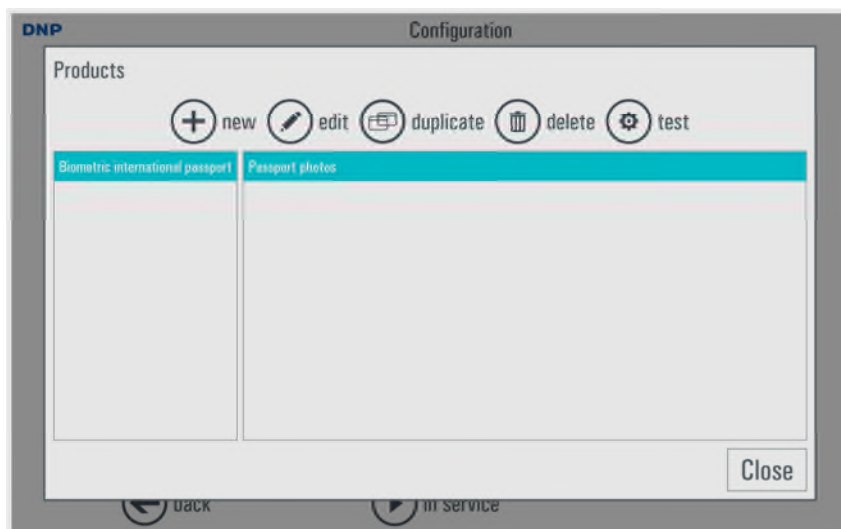 DNP
Configuration
Products
new edit duplicate delete test
Biometric international passport Passport photos
Close
back in service